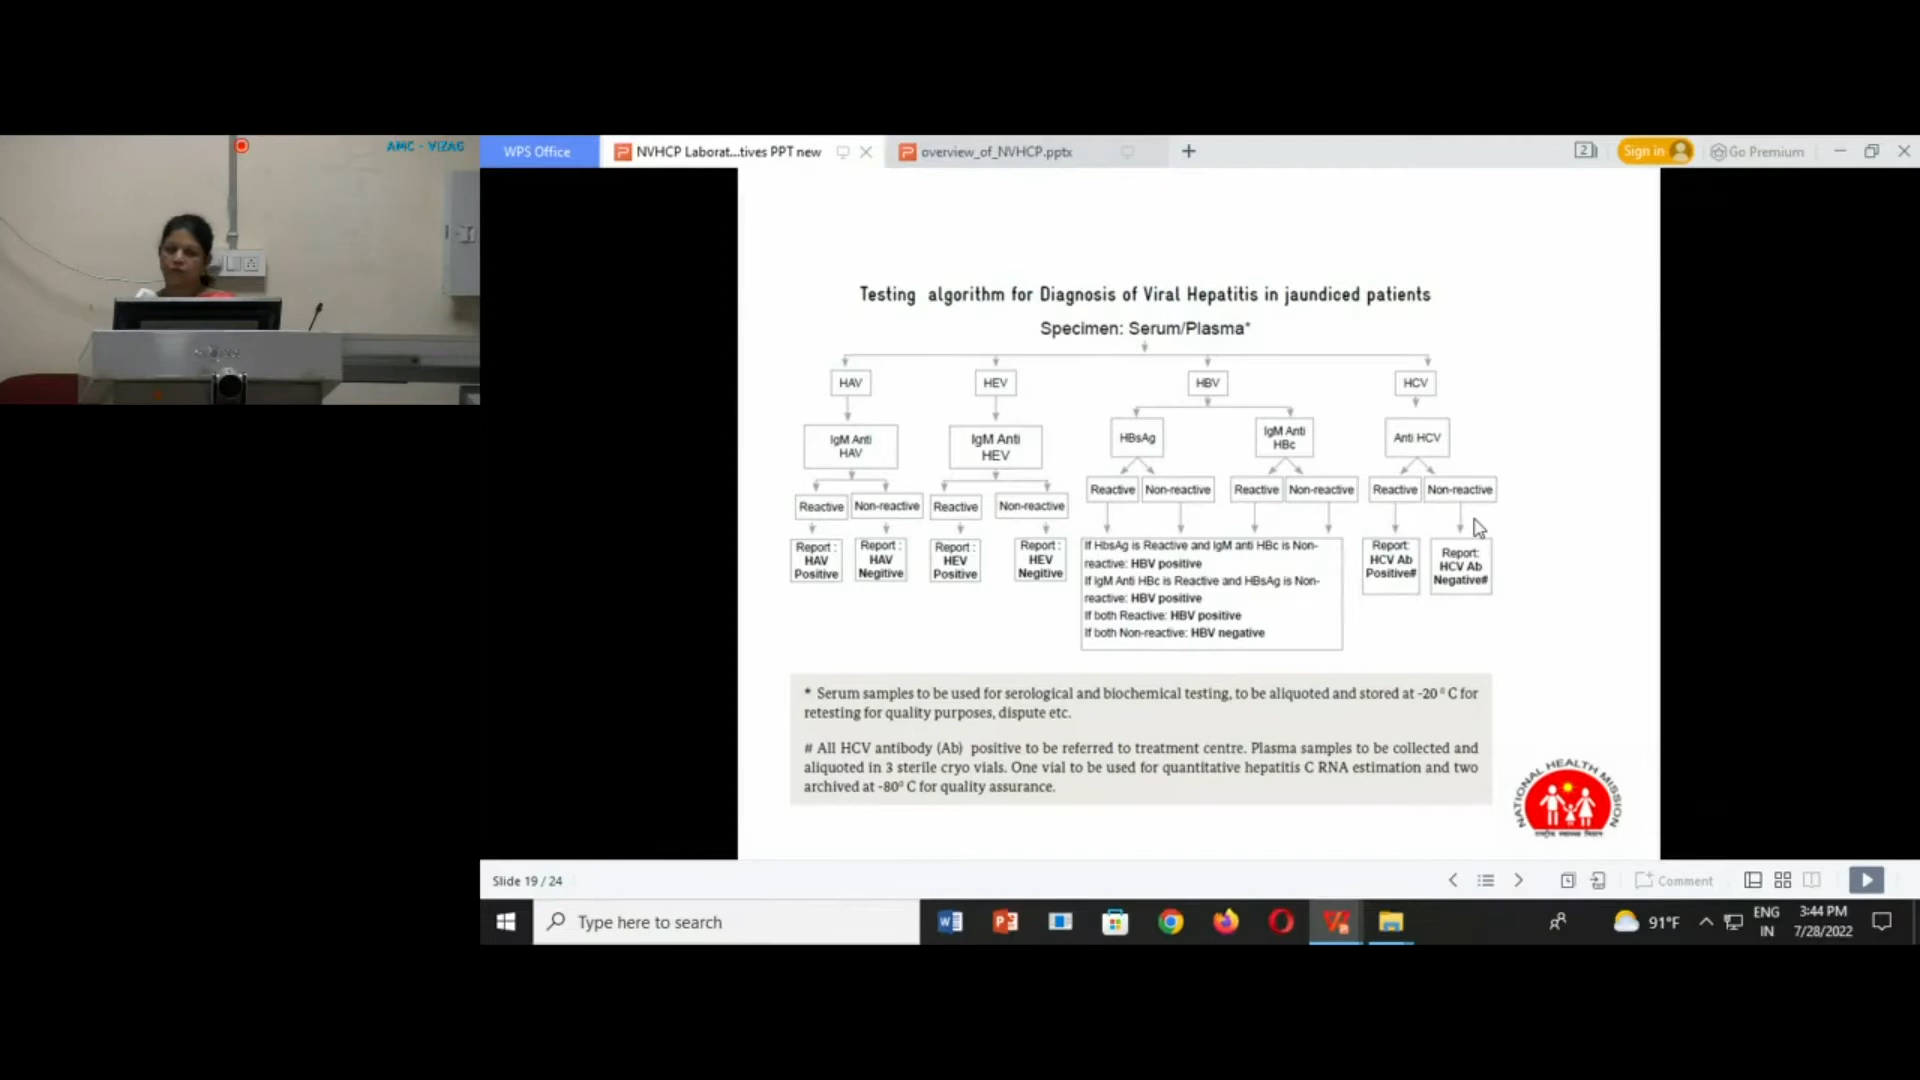 AMC - VIZAG
WPS Office
NVHCP Laborat...tives PPT new
overview_of_NVHCP.pptx
2
Sign in
Go Premium
Testing algorithm for Diagnosis of Viral Hepatitis in jaundiced patients
Specimen: Serum/Plasma*
HAV
HEV
HBV
HCV
IgM Anti
HAV
IgM Anti
HEV
HBsAg
IgM Anti
HBc
Anti HCV
Reactive
Non-reactive
Reactive
Non-reactive
Reactive
Non-reactive
Reactive
Non-reactive
Reactive
Non-reactive
Report :
HAV
Positive
Report :
HAV
Negitive
Report :
HEV
Positive
Report :
HEV
Negitive
If HbsAg is Reactive and IgM anti HBc is Non-
reactive: HBV positive
If IgM Anti HBc is Reactive and HBsAg is Non-
reactive: HBV positive
If both Reactive: HBV positive
If both Non-reactive: HBV negative
Report:
HCV Ab
Positive#
Report:
HCV Ab
Negative#
* Serum samples to be used for serological and biochemical testing, to be aliquoted and stored at -20° C for
retesting for quality purposes, dispute etc.
# All HCV antibody (Ab) positive to be referred to treatment centre. Plasma samples to be collected and
aliquoted in 3 sterile cryo vials. One vial to be used for quantitative hepatitis C RNA estimation and two
archived at -80° C for quality assurance.
NATIONAL HEALTH MISSION
राष्ट्रीय स्वास्थ्य मिशन
Slide 19 / 24
Comment
Type here to search
91°F
ENG
IN
3:44 PM
7/28/2022